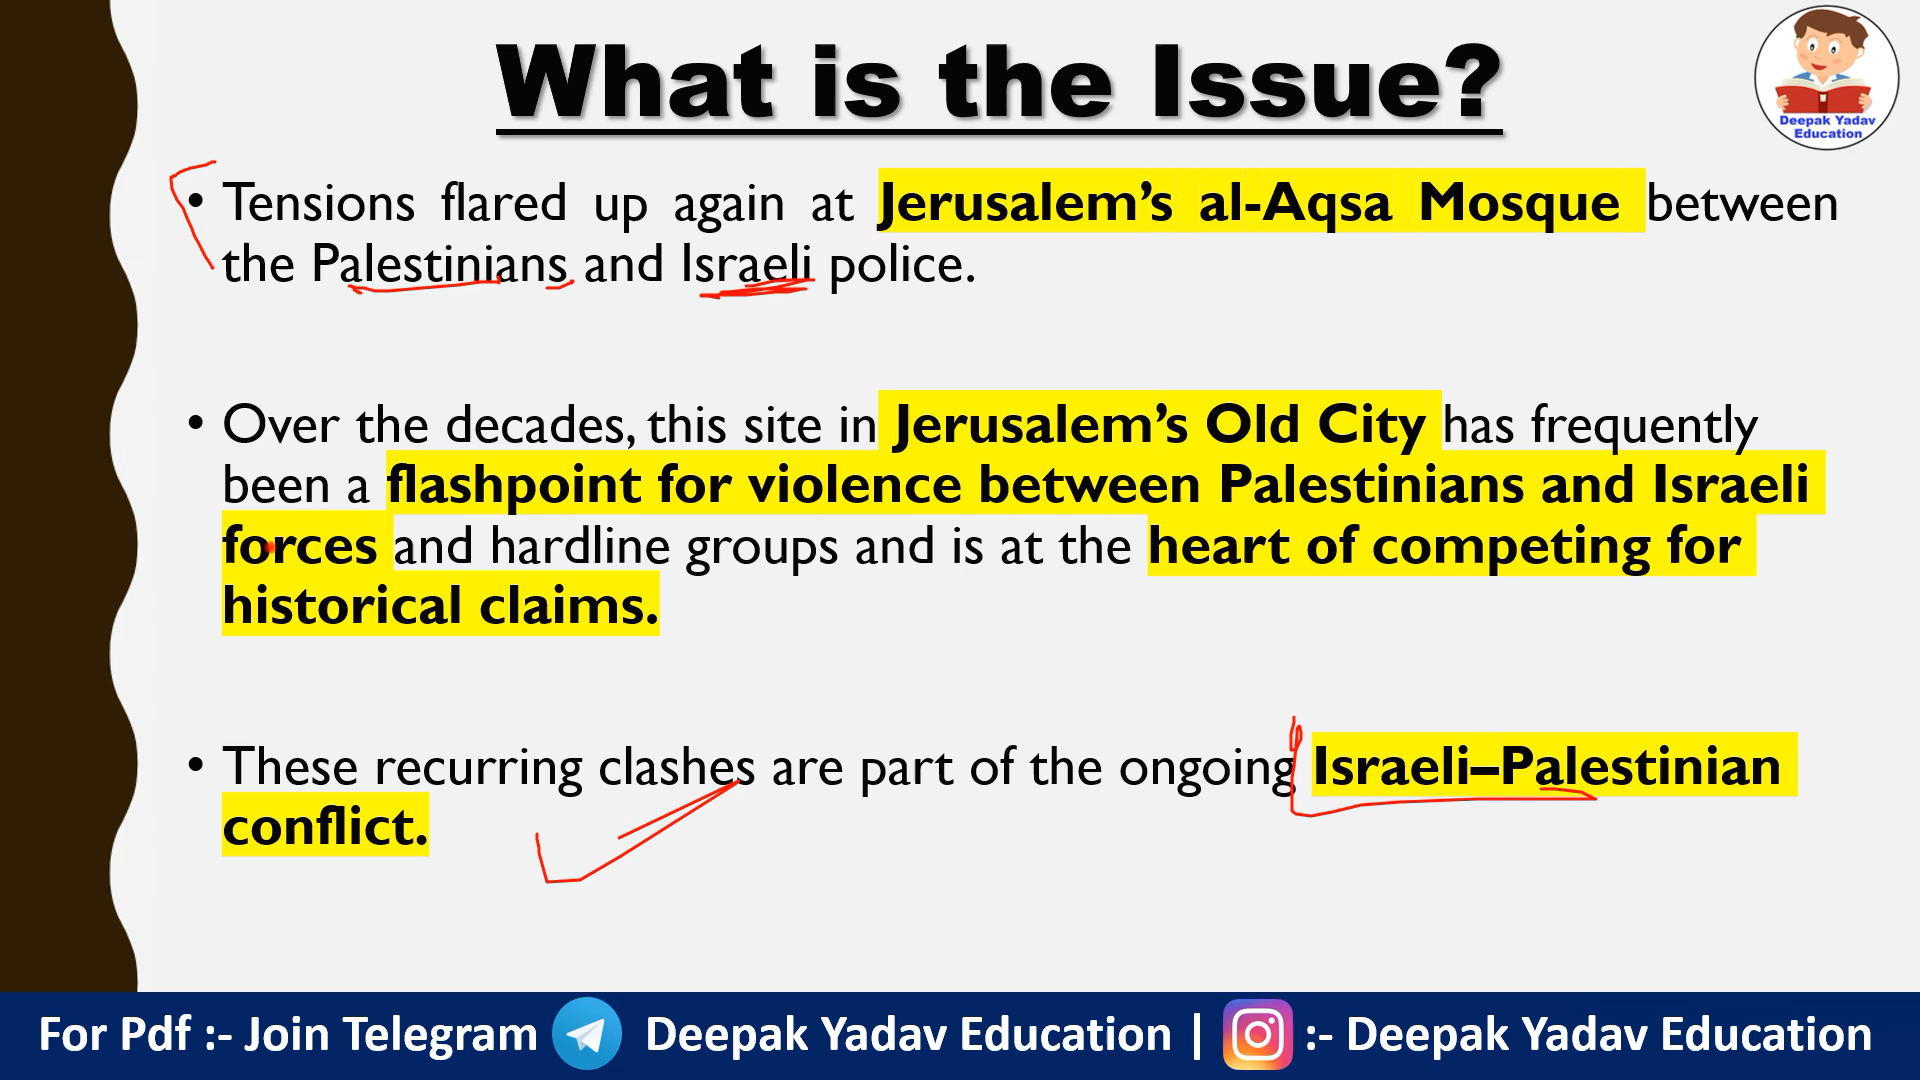 What is the Issue?
Deepak Yadav
Education
• Tensions flared up again at Jerusalem’s al-Aqsa Mosque between
the Palestinians and Israeli police.
• Over the decades, this site in Jerusalem’s Old City has frequently
been a flashpoint for violence between Palestinians and Israeli
forces and hardline groups and is at the heart of competing for
historical claims.
• These recurring clashes are part of the ongoing Israeli–Palestinian
conflict.
For Pdf :- Join Telegram Deepak Yadav Education | :- Deepak Yadav Education